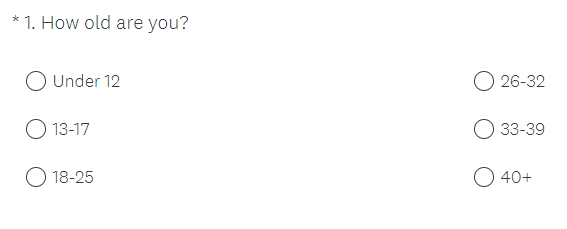 * 1. How old are you?
Under 12
13-17
18-25
26-32
33-39
40+